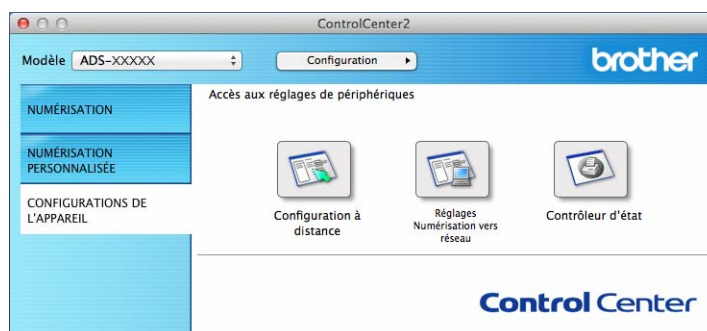 ControlCenter2
Modèle ADS-XXXXX Configuration brother
NUMÉRISATION
NUMÉRISATION
PERSONNALISÉE
CONFIGURATIONS DE
L'APPAREIL
Accès aux réglages de périphériques
Configuration à
distance
Réglages
Numérisation vers
réseau
Contrôleur d'état
Control Center